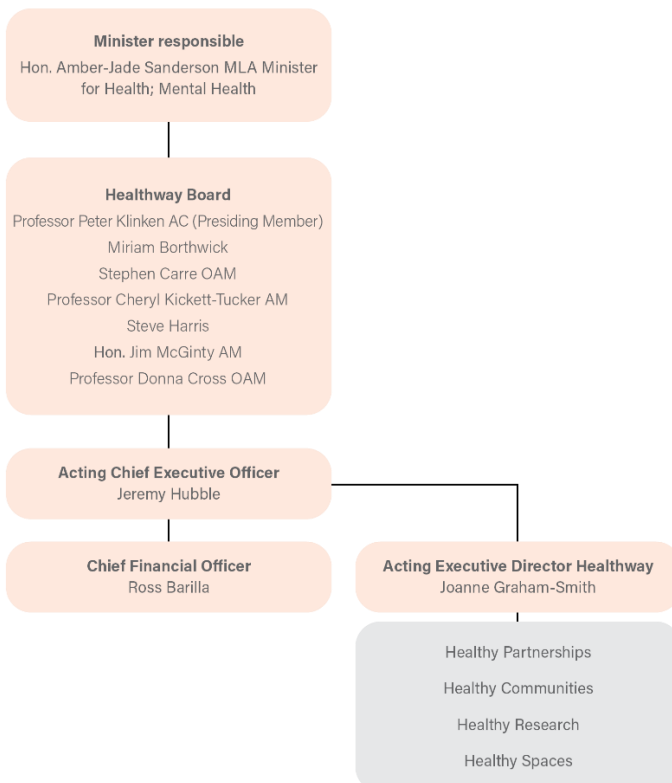 Minister responsible
Hon. Amber-Jade Sanderson MLA Minister
for Health; Mental Health
Healthway Board
Professor Peter Klinken AC (Presiding Member)
Miriam Borthwick
Stephen Carre OAM
Professor Cheryl Kickett-Tucker AM
Steve Harris
Hon. Jim McGinty AM
Professor Donna Cross OAM
Acting Chief Executive Officer
Jeremy Hubble
Chief Financial Officer
Ross Barilla
Acting Executive Director Healthway
Joanne Graham-Smith
Healthy Partnerships
Healthy Communities
Healthy Research
Healthy Spaces